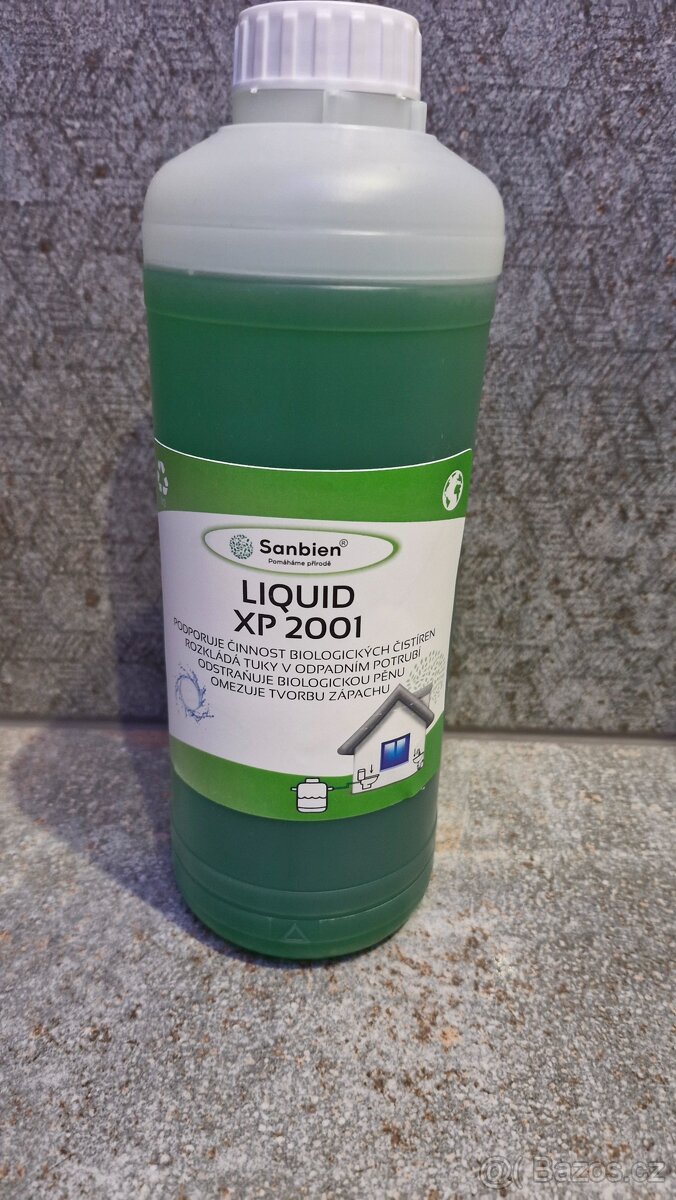 Sanbien®
Pomáháme přírodě
LIQUID
XP 2001
PODPORUJE ČINNOST BIOLOGICKÝCH ČISTÍREN
ROZKLÁDÁ TUKY V ODPADNÍM POTRUBÍ
ODSTRAŇUJE BIOLOGICKOU PĚNU
OMEZUJE TVORBU ZÁPACHU
@ Bazos.cz